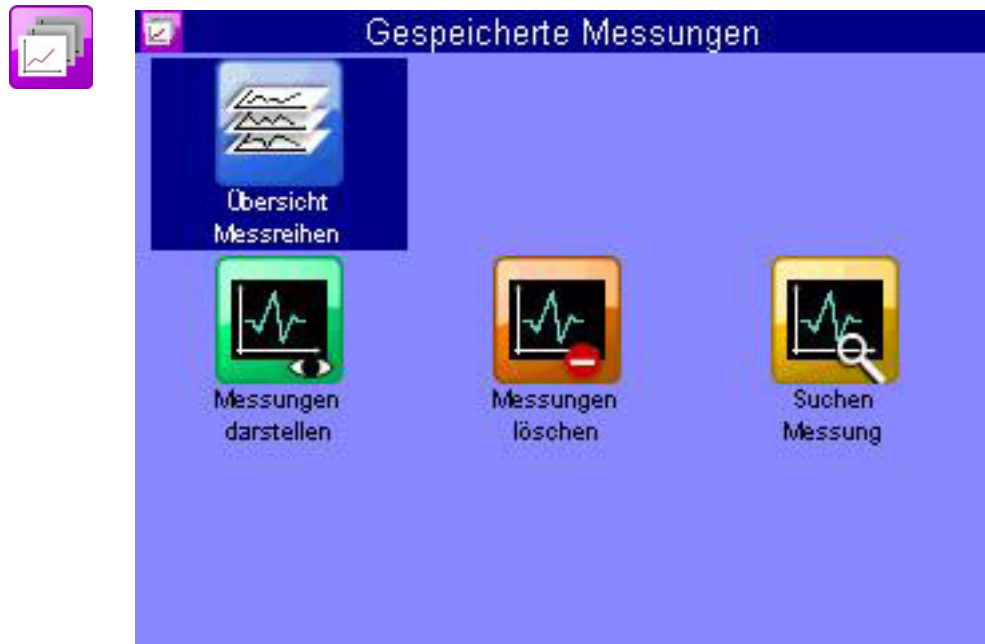 Gespeicherte Messungen
Übersicht
Messreihen
Messungen
darstellen
Messungen
löschen
Suchen
Messung